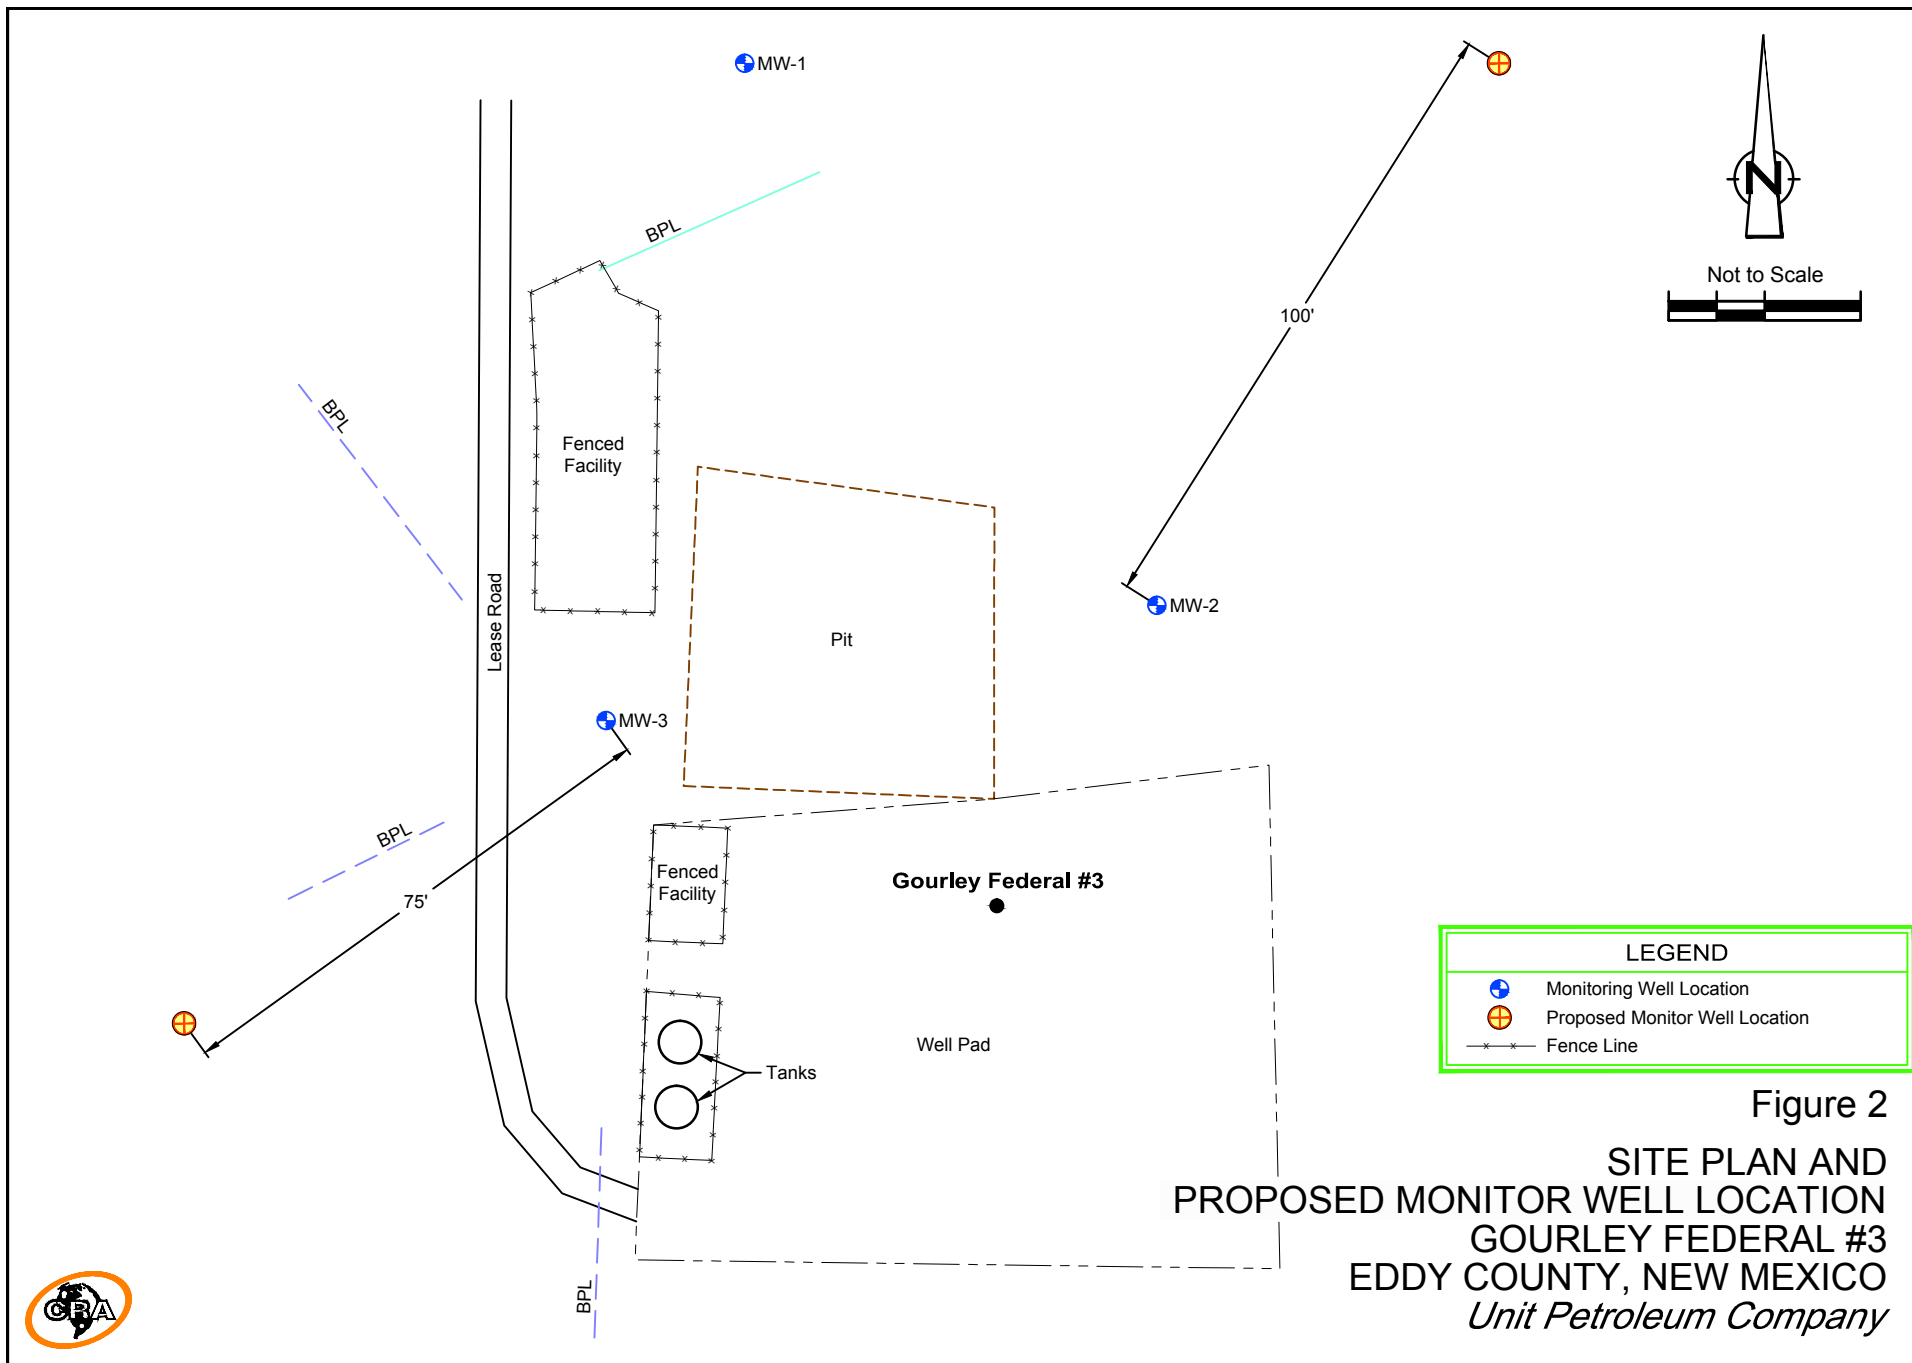 MW-1
N
Not to Scale
BPL
100'
BPL
Fenced
Facility
Lease Road
MW-2
Pit
MW-3
BPL
75'
Fenced
Facility
Gourley Federal #3
Well Pad
Tanks
BPL
LEGEND
Monitoring Well Location
Proposed Monitor Well Location
Fence Line
Figure 2
SITE PLAN AND
PROPOSED MONITOR WELL LOCATION
GOURLEY FEDERAL #3
EDDY COUNTY, NEW MEXICO
Unit Petroleum Company
CRA